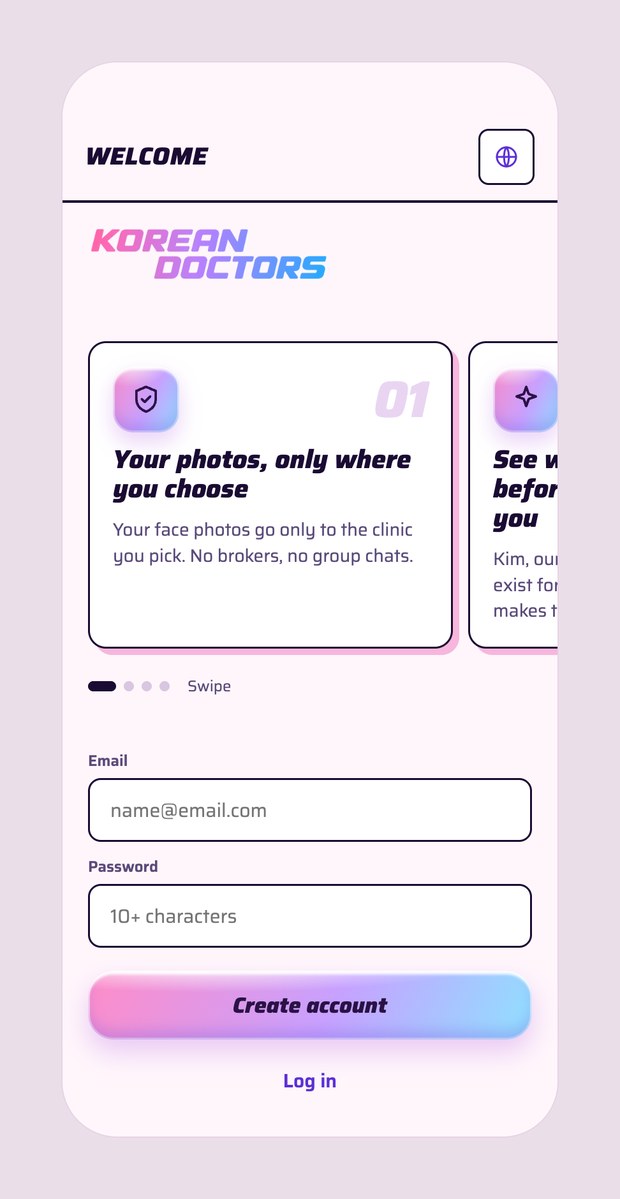 WELCOME
KOREAN
DOCTORS
01
Your photos, only where
you choose
Your face photos go only to the clinic
you pick. No brokers, no group chats.
See w
befor
you
Kim, our
exist for
makes t
Swipe
Email
name@email.com
Password
10+ characters
Create account
Log in